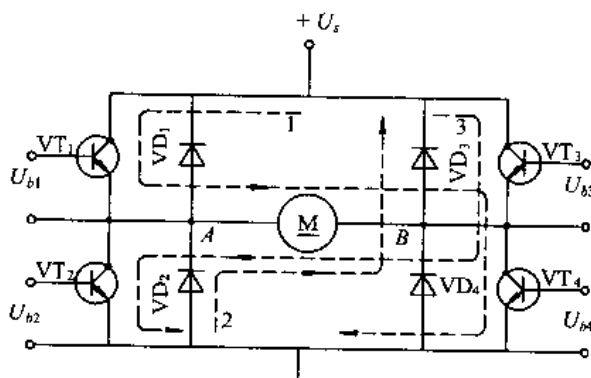 + U_s
1
3
VT_1
VD_1
VD_3
VT_3
U_b1
U_b3
A
M
B
VT_2
VD_2
VD_4
VT_4
U_b2
2
U_b4